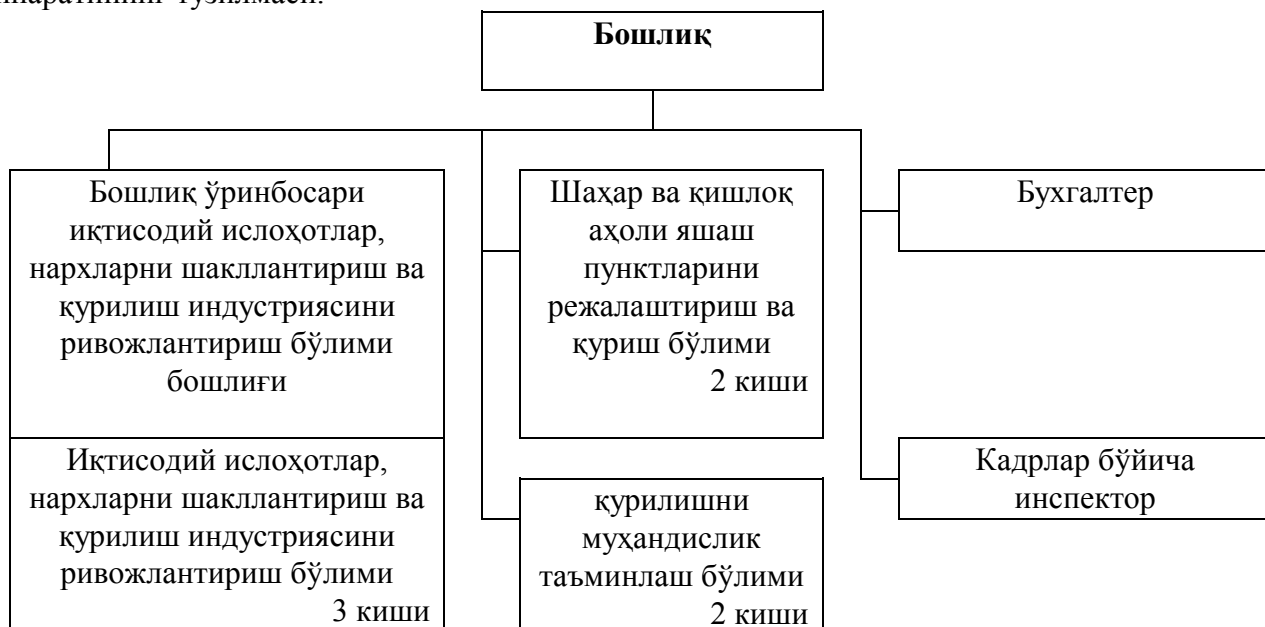 Бошлиқ
Бошлиқ ўринбосари
иқтисодий ислоҳотлар,
нархларни шакллантириш ва
қурилиш индустриясини
ривожлантириш бўлими
бошлиғи
Иқтисодий ислоҳотлар,
нархларни шакллантириш ва
қурилиш индустриясини
ривожлантириш бўлими
3 киши
Шаҳар ва қишлоқ
аҳоли яшаш
пунктларини
режалаштириш ва
қуриш бўлими
2 киши
қурилишни
муҳандислик
таъминлаш бўлими
2 киши
Бухгалтер
Кадрлар бўйича
инспектор